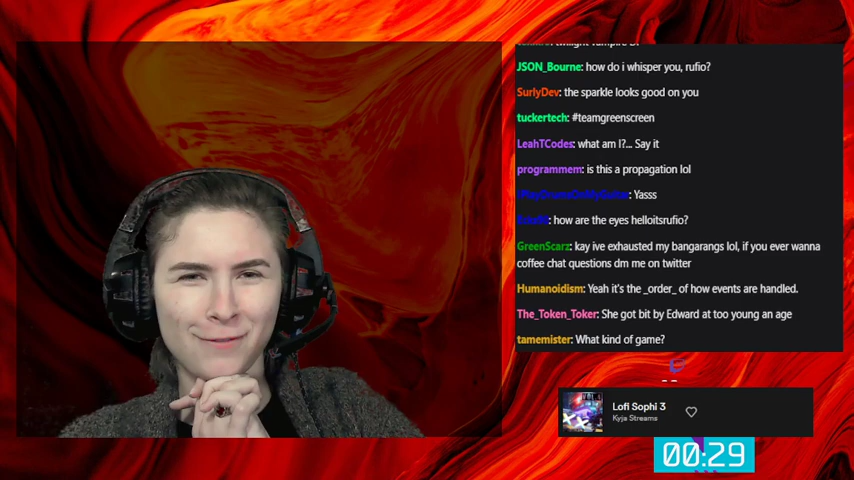 JSON_Bourne: how do i whisper you, rufio?
SurlyDev: the sparkle looks good on you
tuckertech: #teamgreenscreen
LeahTCodes: what am I?... Say it
programmem: is this a propagation lol
: Yasss
: how are the eyes helloitsrufio?
GreenScarz: kay ive exhausted my bangarangs lol, if you ever wanna
coffee chat questions dm me on twitter
Humanoidism: Yeah it's the _order_ of how events are handled.
The_Token_Toker: She got bit by Edward at too young an age
tamemister: What kind of game?
Lofi Sophi 3
Kyja Streams
00:29